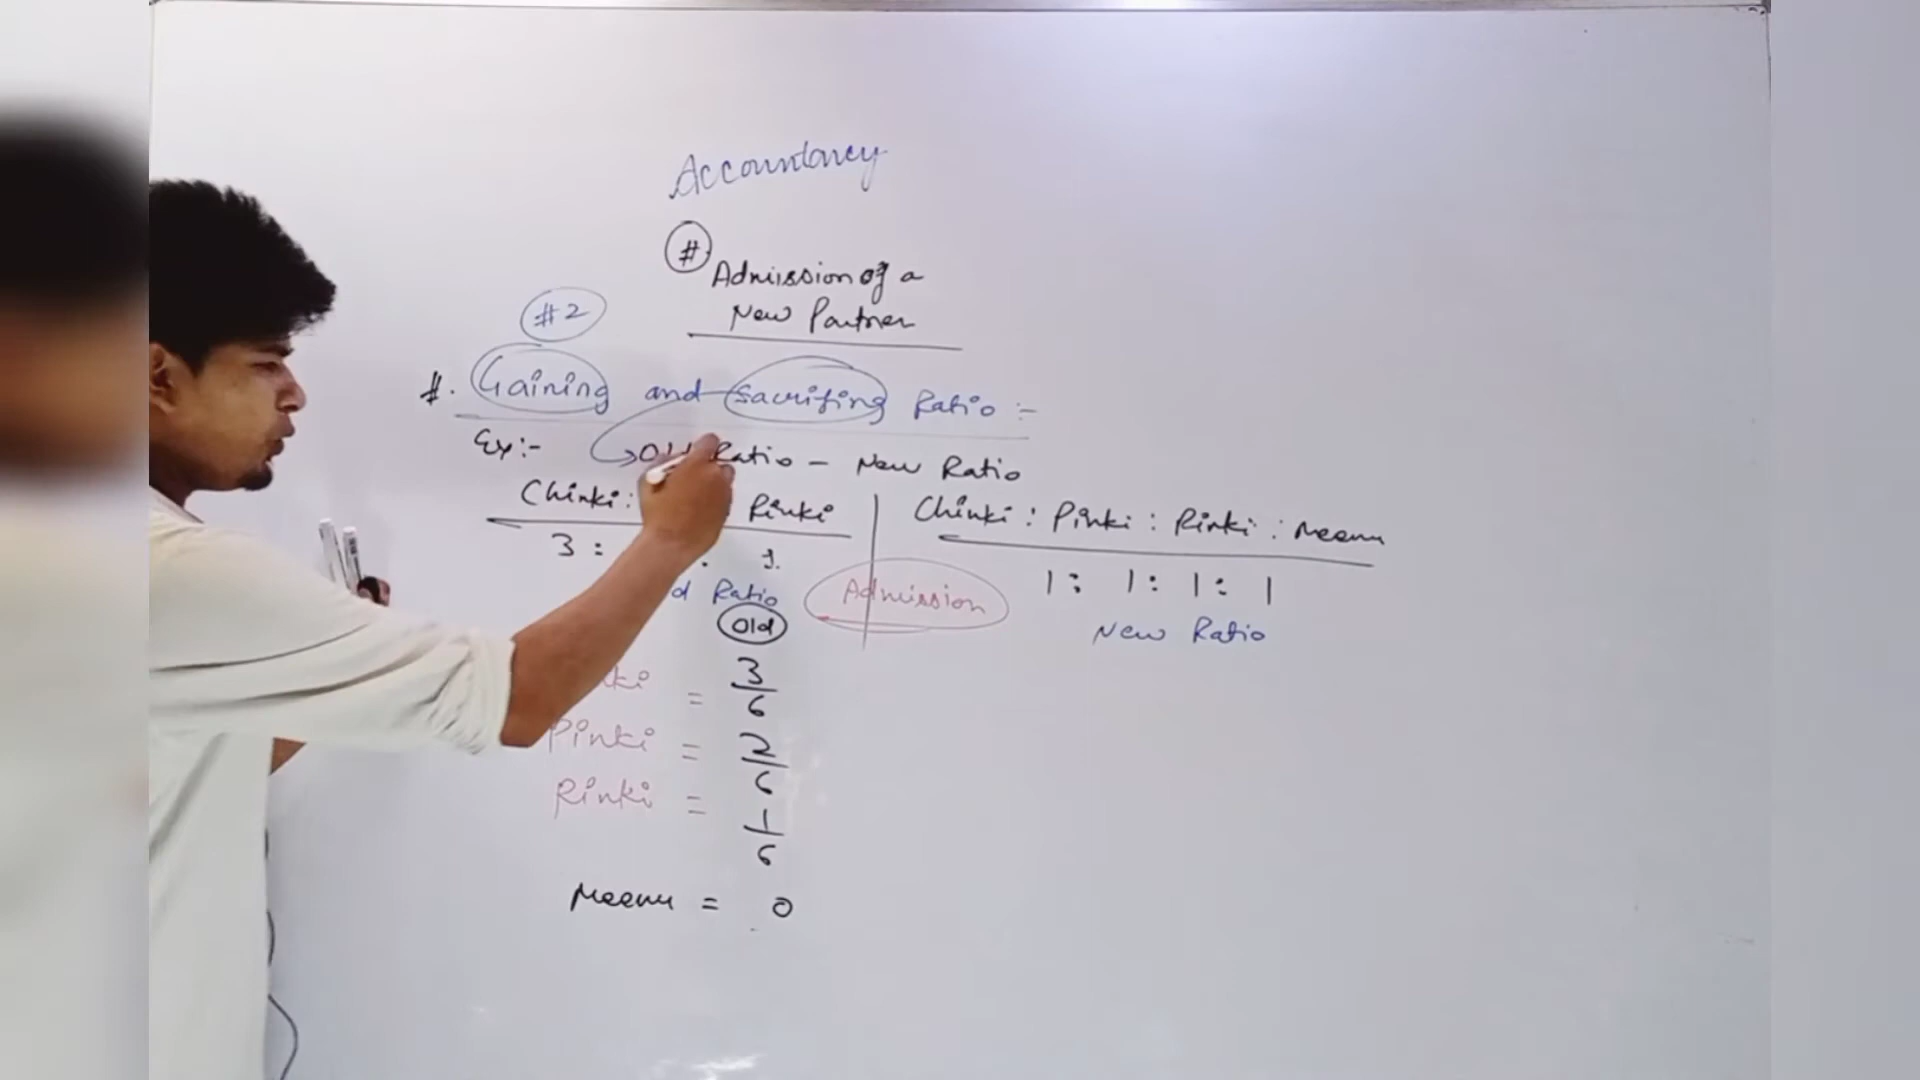 Accountancy
#
Admission of a
New Partner
#2
#. Gaining and Sacrifing Ratio :-
Ex:-
Old Ratio - New Ratio
Chinki : Rinki
3 : 1.
Ratio
Chinki : Pinki : Rinki : Meenu
1 : 1 : 1 : 1
New Ratio
Admission
Old
= 3/6
Pinki = 2/6
Rinki = 1/6
Meenu = 0